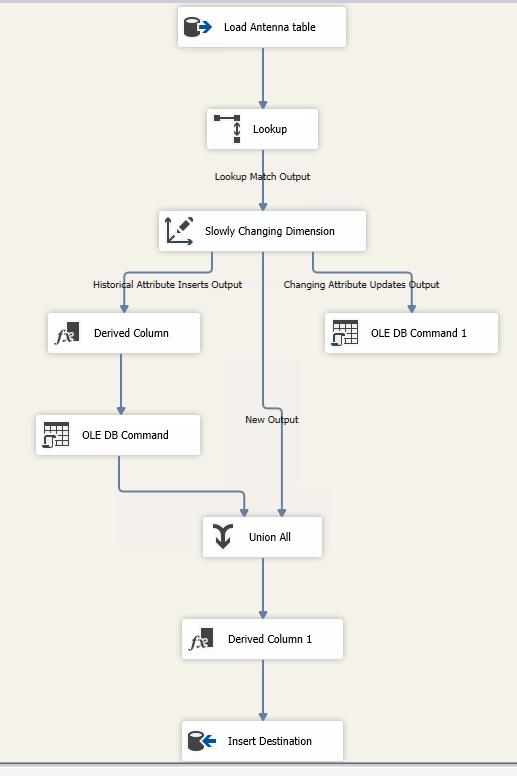 Load Antenna table
Lookup
Lookup Match Output
Slowly Changing Dimension
Historical Attribute Inserts Output
Changing Attribute Updates Output
Derived Column
OLE DB Command 1
New Output
OLE DB Command
Union All
Derived Column 1
Insert Destination